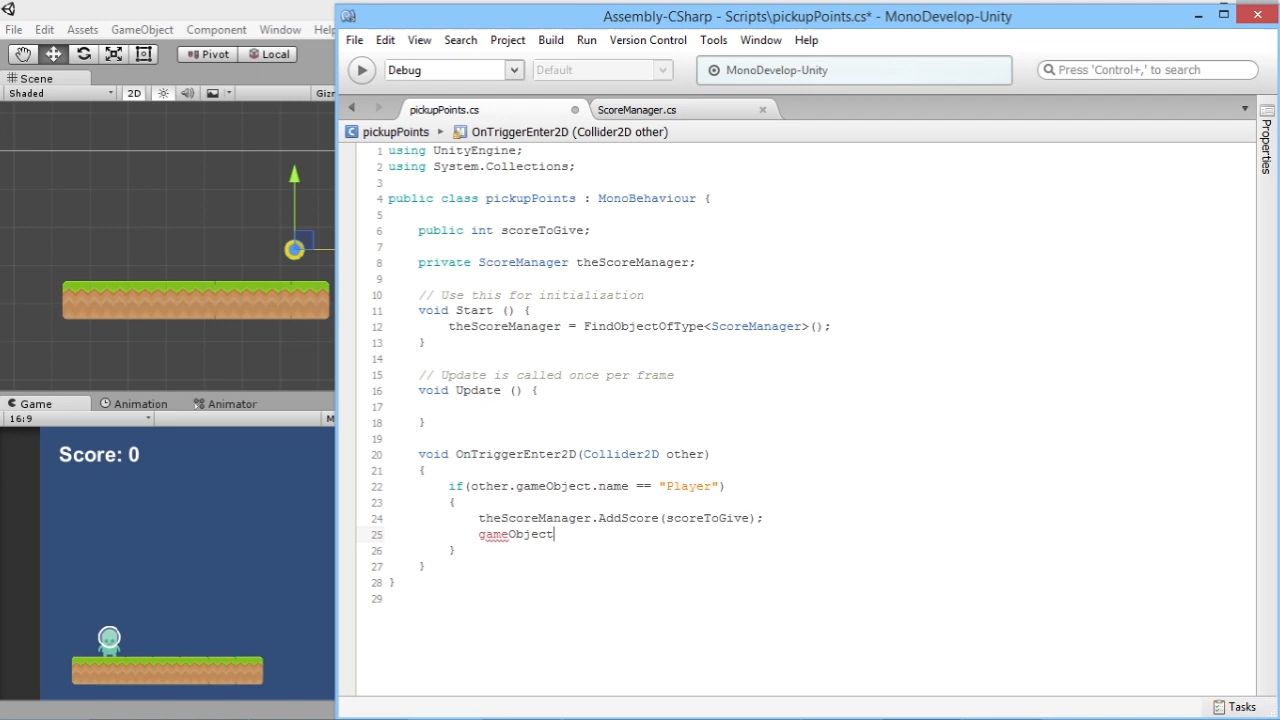 Assembly-CSharp - Scripts\pickupPoints.cs* - MonoDevelop-Unity
File Edit Assets GameObject Component Window Help
File Edit View Search Project Build Run Version Control Tools Window Help
Pivot Local
Debug Default MonoDevelop-Unity Press 'Control+,' to search
Scene
Shaded 2D Giz
pickupPoints.cs ScoreManager.cs
pickupPoints OnTriggerEnter2D (Collider2D other)
Properties
1 using UnityEngine;
2 using System.Collections;
3
4 public class pickupPoints : MonoBehaviour {
5
6 public int scoreToGive;
7
8 private ScoreManager theScoreManager;
9
10 // Use this for initialization
11 void Start () {
12 theScoreManager = FindObjectOfType<ScoreManager>();
13 }
14
15 // Update is called once per frame
16 void Update () {
17
18 }
19
20 void OnTriggerEnter2D(Collider2D other)
21 {
22 if(other.gameObject.name == "Player")
23 {
24 theScoreManager.AddScore(scoreToGive);
25 gameObject
26 }
27 }
28 }
29
Game Animation Animator
16:9 M
Score: 0
Tasks